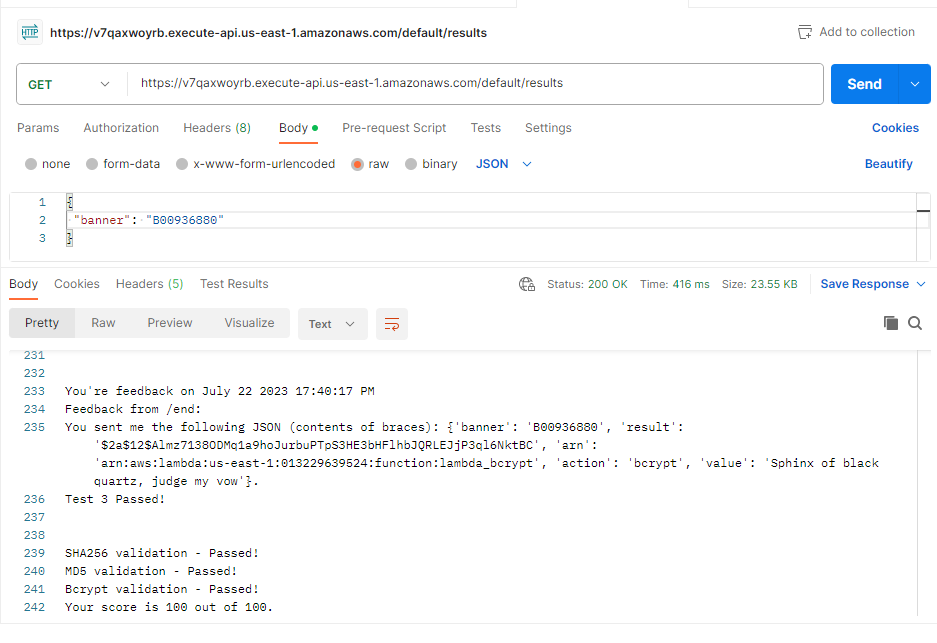 HTTP https://v7qaxwoyrb.execute-api.us-east-1.amazonaws.com/default/results Add to collection
GET https://v7qaxwoyrb.execute-api.us-east-1.amazonaws.com/default/results Send
Params Authorization Headers (8) Body Pre-request Script Tests Settings Cookies
none form-data x-www-form-urlencoded raw binary JSON Beautify
1 {
2 "banner": "B00936880"
3 }
Body Cookies Headers (5) Test Results Status: 200 OK Time: 416 ms Size: 23.55 KB Save Response
Pretty Raw Preview Visualize Text
231
232
233 You're feedback on July 22 2023 17:40:17 PM
234 Feedback from /end:
235 You sent me the following JSON (contents of braces): {'banner': 'B00936880', 'result':
'$2a$12$Almz7138ODMq1a9hoJurbuPTpS3HE3bHFlhbJQRLEJjP3ql6NktBC', 'arn':
'arn:aws:lambda:us-east-1:013229639524:function:lambda_bcrypt', 'action': 'bcrypt', 'value': 'Sphinx of black
quartz, judge my vow'}.
236 Test 3 Passed!
237
238
239 SHA256 validation - Passed!
240 MD5 validation - Passed!
241 Bcrypt validation - Passed!
242 Your score is 100 out of 100.